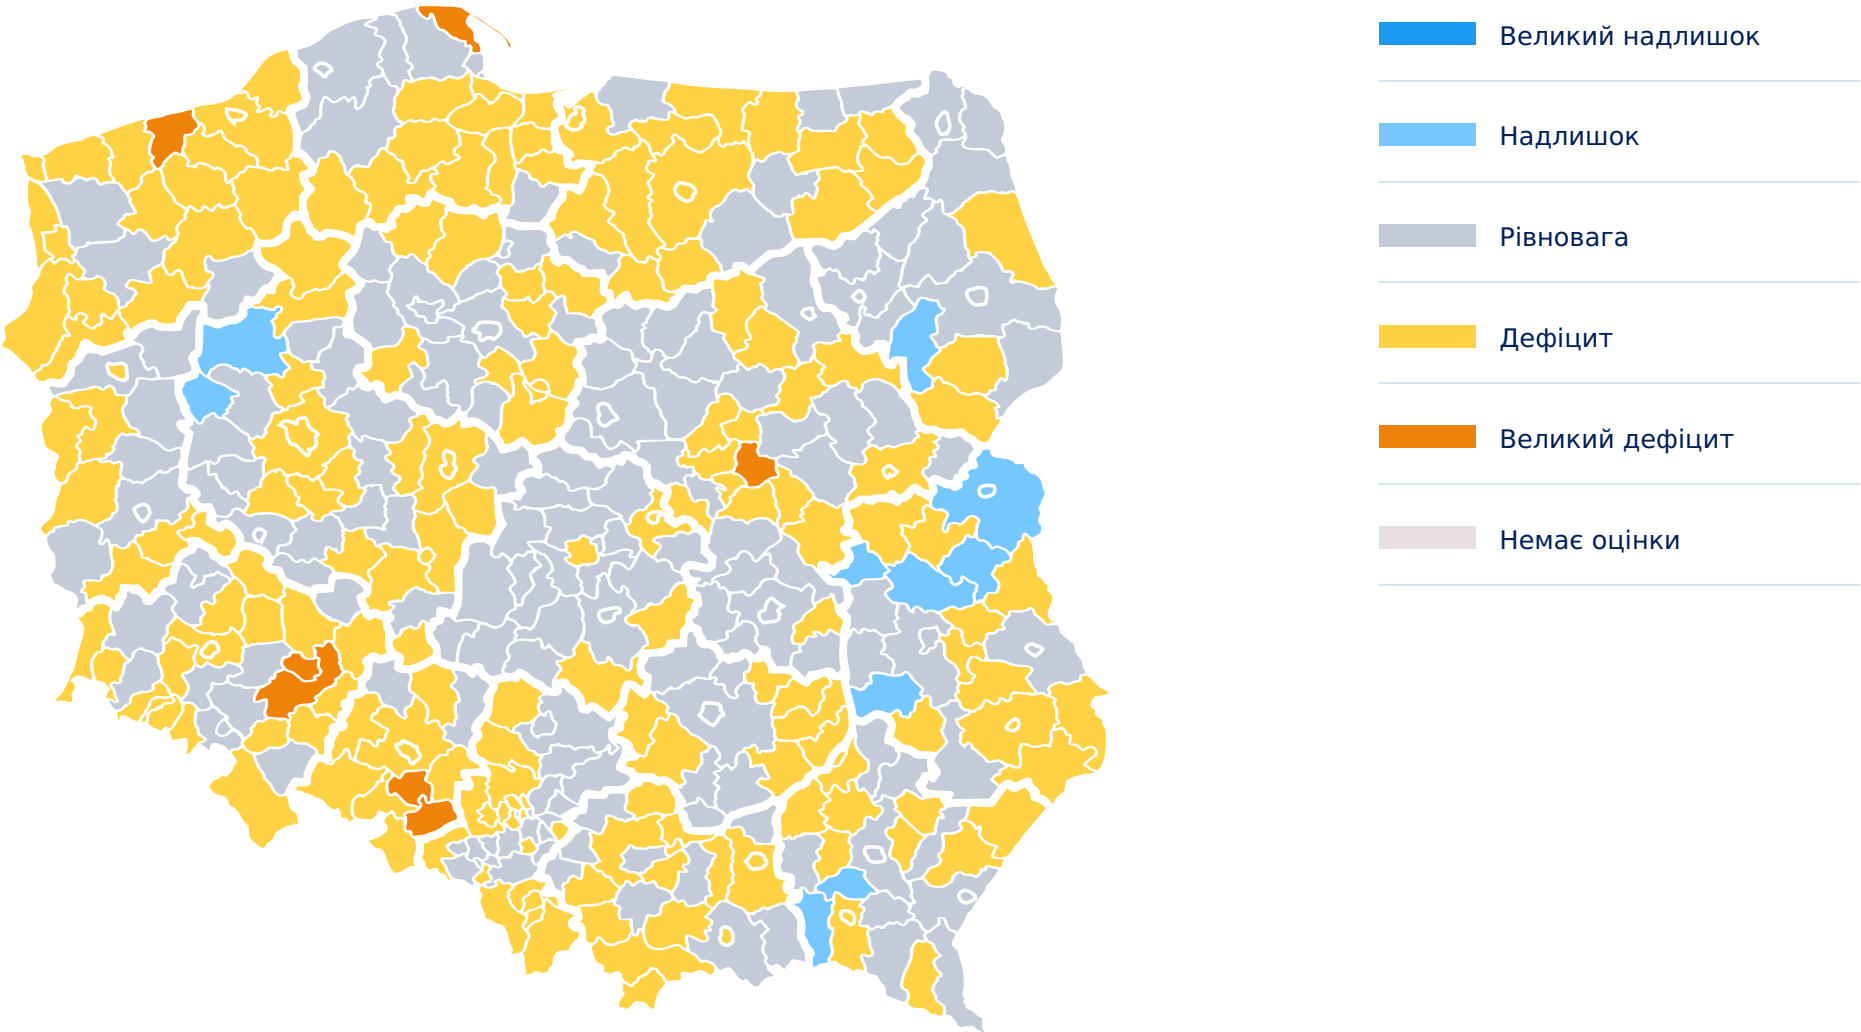 Великий надлишок
Надлишок
Рівновага
Дефіцит
Великий дефіцит
Немає оцінки